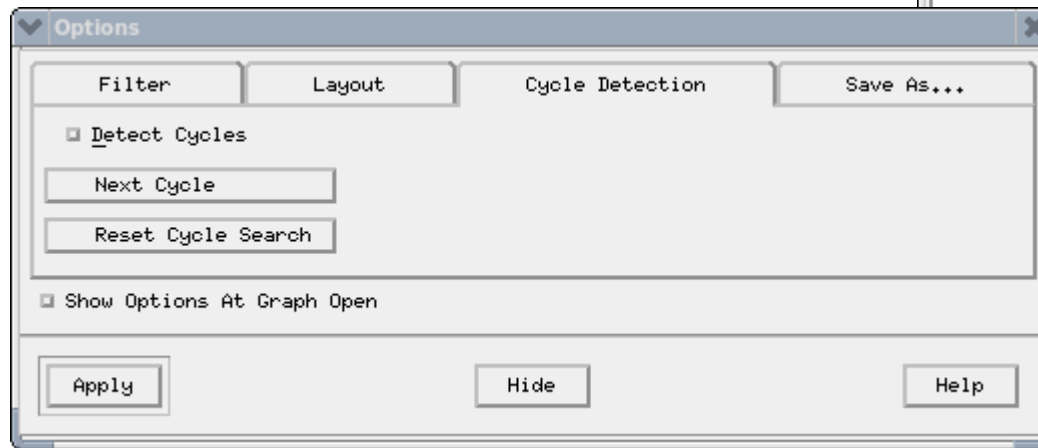 Options
Filter Layout Cycle Detection Save As...
Detect Cycles
Next Cycle
Reset Cycle Search
Show Options At Graph Open
Apply Hide Help